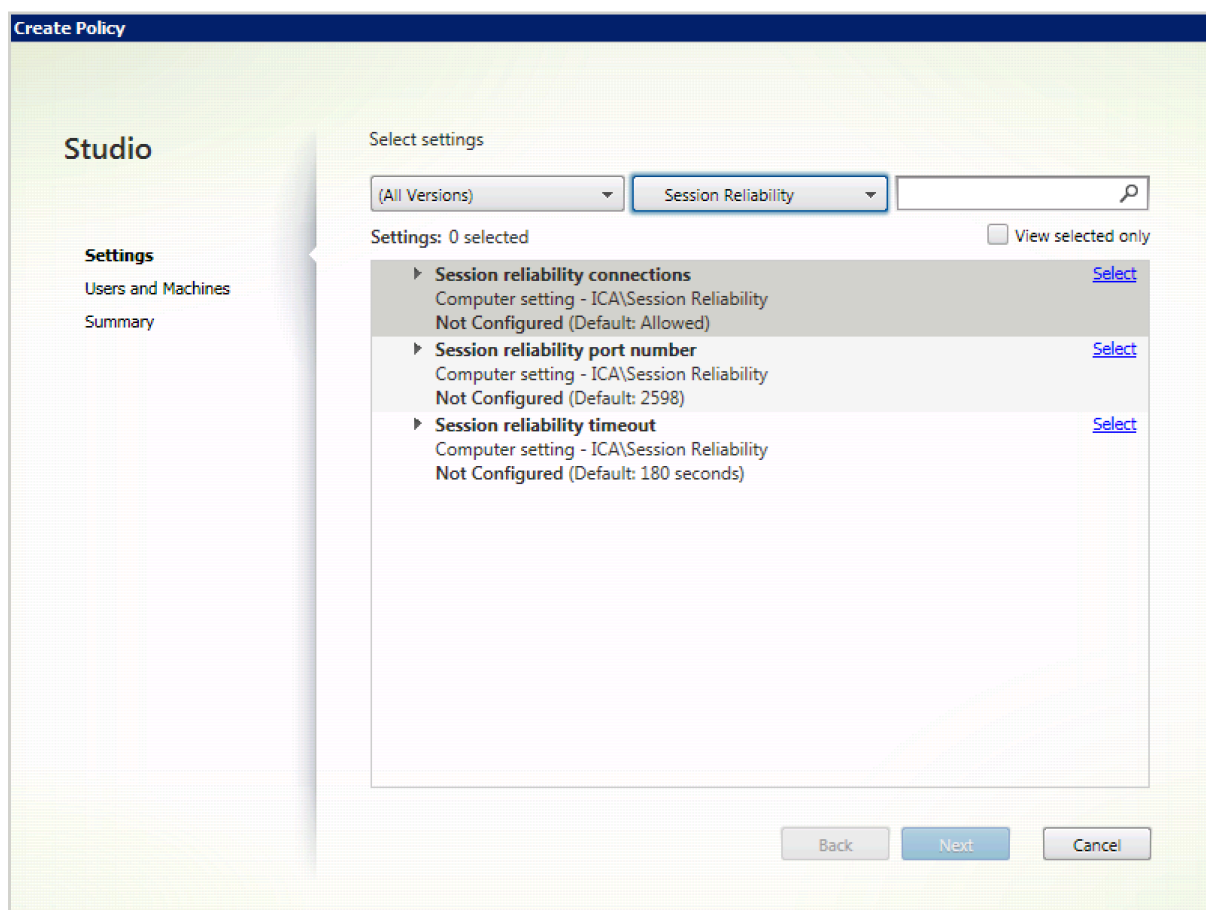 Create Policy
Studio
Select settings
(All Versions)
Session Reliability
Settings: 0 selected
View selected only
Settings
Users and Machines
Summary
Session reliability connections
Select
Computer setting - ICA\Session Reliability
Not Configured (Default: Allowed)
Session reliability port number
Select
Computer setting - ICA\Session Reliability
Not Configured (Default: 2598)
Session reliability timeout
Select
Computer setting - ICA\Session Reliability
Not Configured (Default: 180 seconds)
Back
Next
Cancel